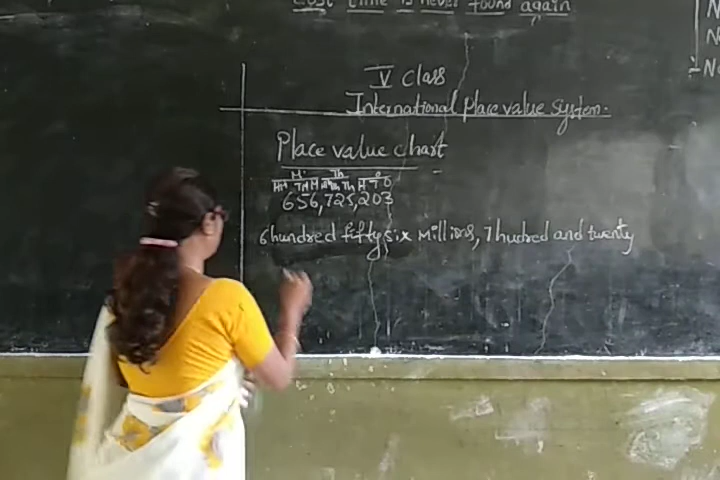 Lost time is never found again
N
V Class
N
International Place value System.
Place value chart
M Th O
HM TM M HTh TTh Th H T O
656,725,203
6 hundred fifty six Millions, 7 hudred and twenty